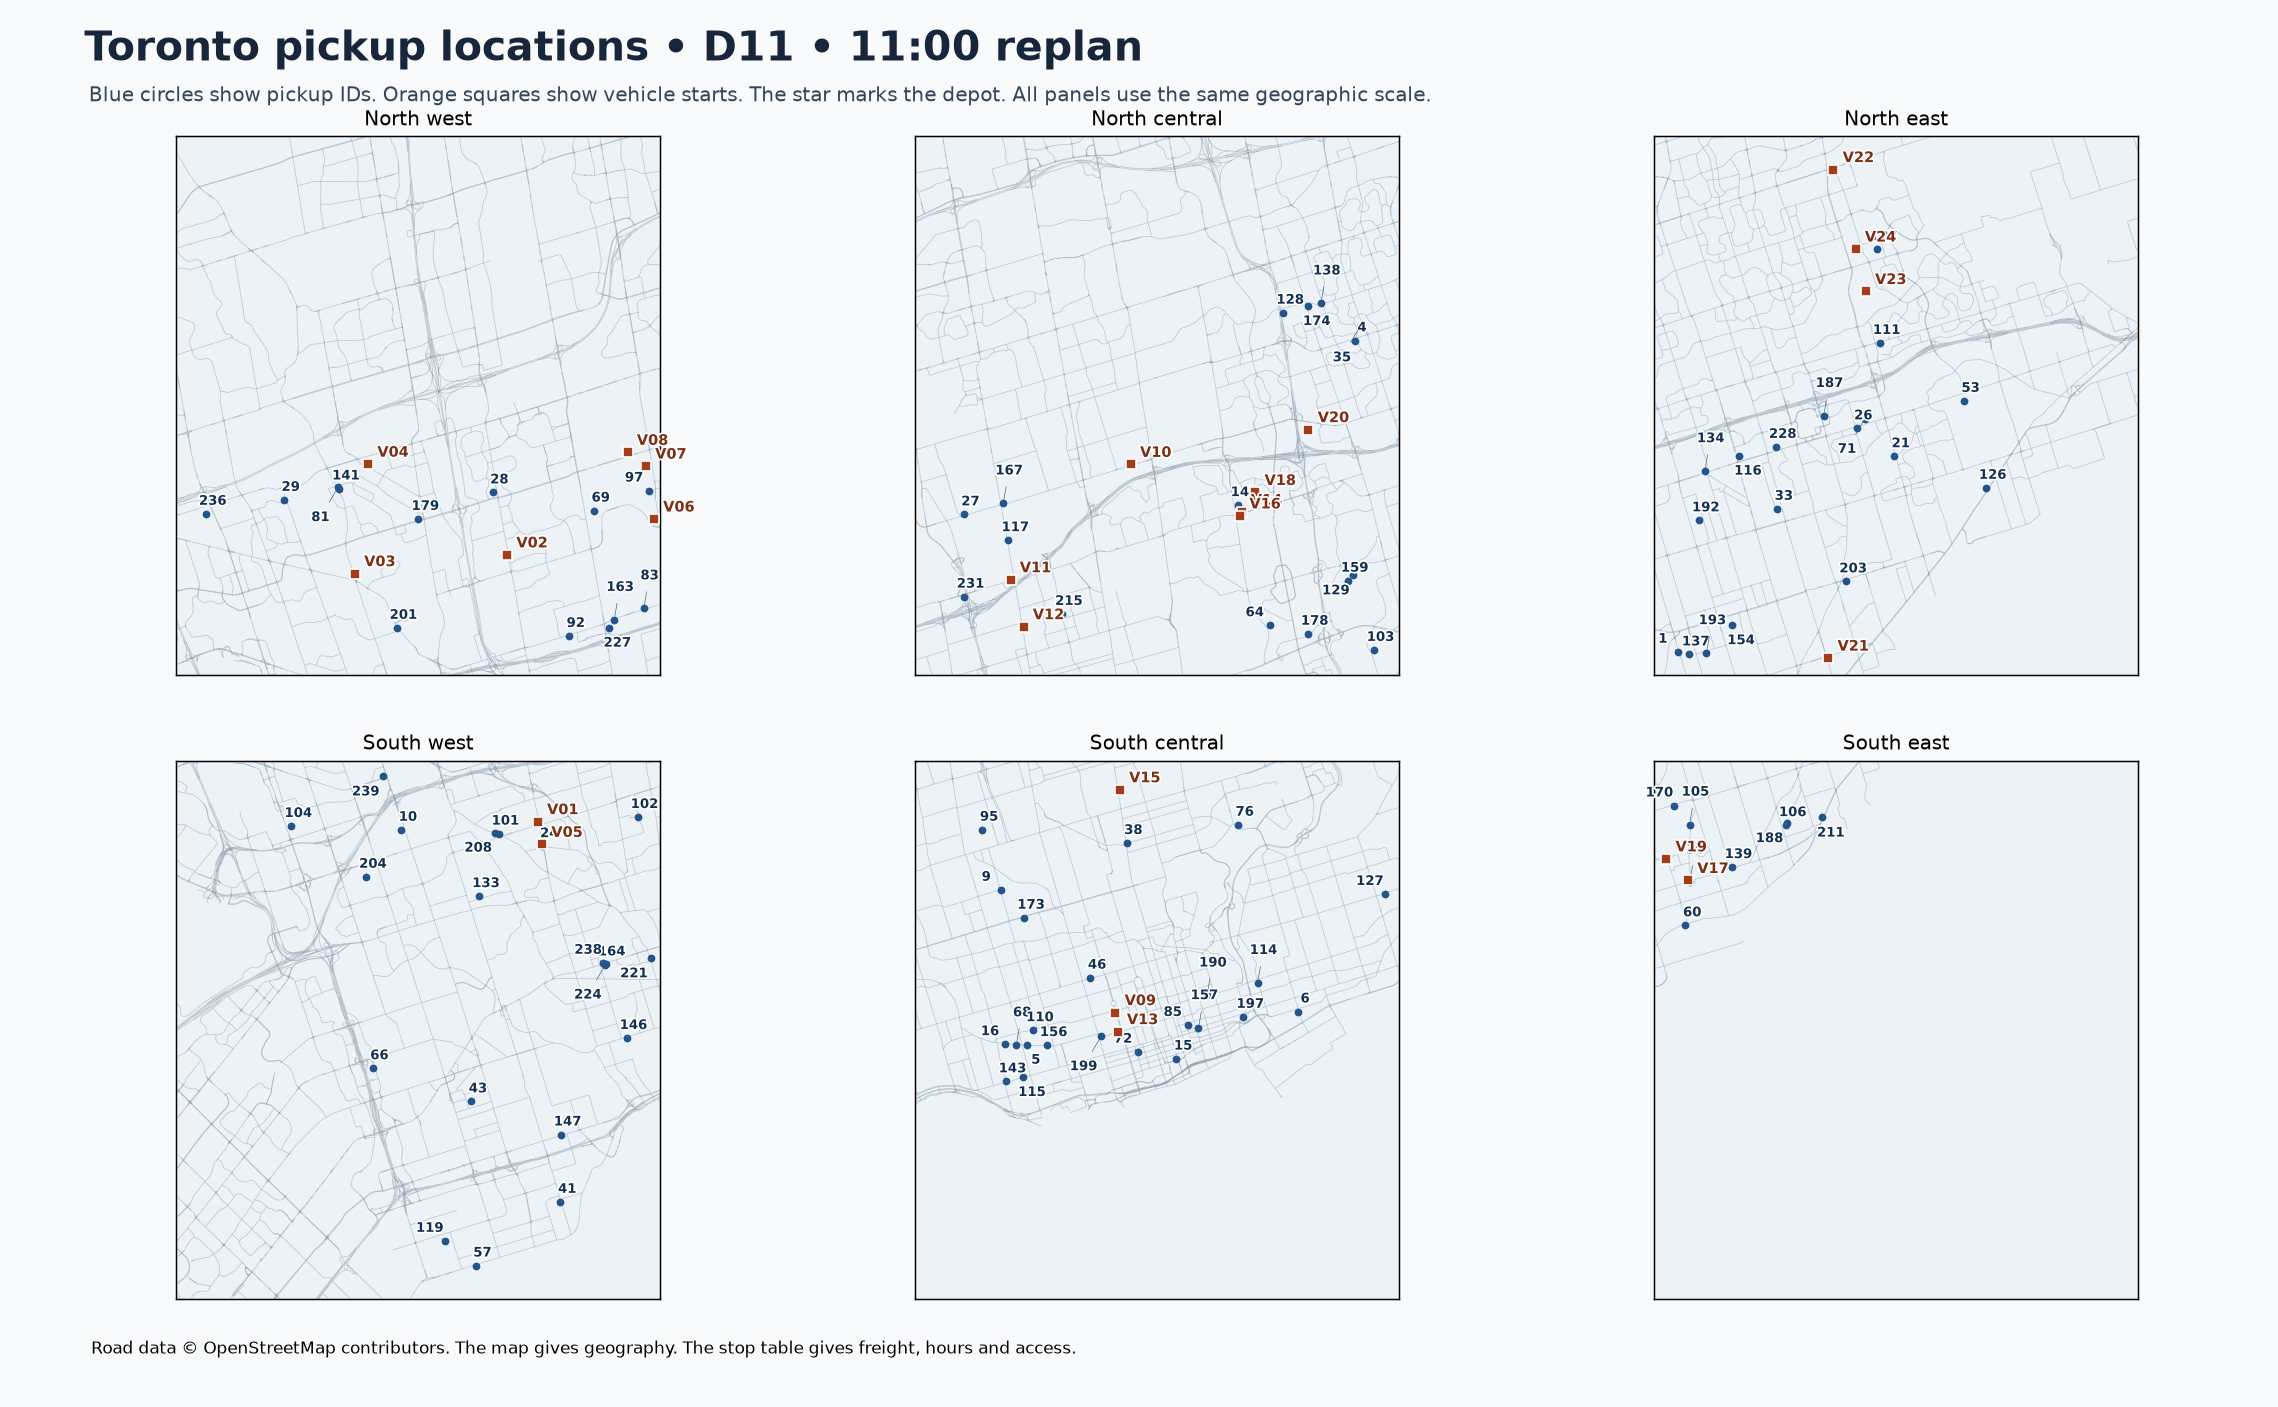 Toronto pickup locations • D11 • 11:00 replan
Blue circles show pickup IDs. Orange squares show vehicle starts. The star marks the depot. All panels use the same geographic scale.
North west
V08
V07
V04
97
141
28
29
69
236
179
V06
81
V02
V03
83
163
201
92
227
North central
138
128
174
4
35
V20
V10
167
V18
14
27
V16
117
V11
159
231
129
215
64
V12
178
103
North east
V22
V24
V23
111
187
53
26
134
228
71
21
116
126
33
192
203
193
1
137
154
V21
South west
239
102
V01
104
10
101
V05
208
204
133
238
164
221
224
146
66
43
147
41
119
57
South central
V15
76
38
95
9
127
173
114
190
46
157
V09
6
197
68
85
110
V13
16
156
72
15
5
199
143
115
South east
170
105
106
211
188
V19
139
V17
60
Road data © OpenStreetMap contributors. The map gives geography. The stop table gives freight, hours and access.